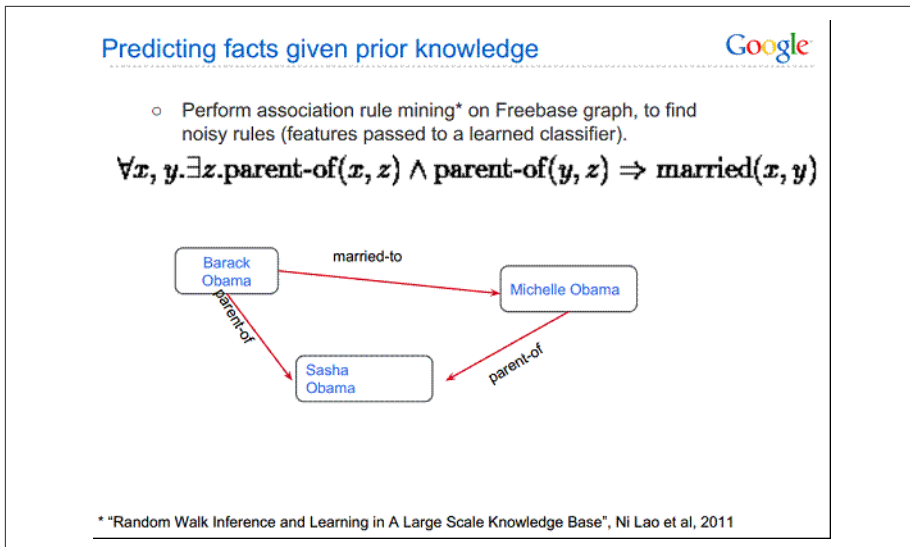 Predicting facts given prior knowledge
Google
○ Perform association rule mining* on Freebase graph, to find
noisy rules (features passed to a learned classifier).
∀x, y.∃z.parent-of(x, z) ∧ parent-of(y, z) ⇒ married(x, y)
married-to
Barack
Obama
Michelle Obama
parent-of
parent-of
Sasha
Obama
* "Random Walk Inference and Learning in A Large Scale Knowledge Base", Ni Lao et al, 2011